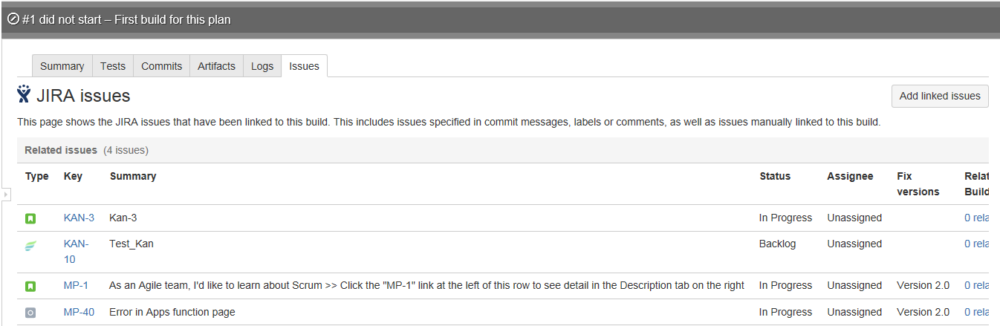 #1 did not start – First build for this plan
Summary Tests Commits Artifacts Logs Issues
JIRA issues Add linked issues
This page shows the JIRA issues that have been linked to this build. This includes issues specified in commit messages, labels or comments, as well as issues manually linked to this build.
Related issues (4 issues)
Type Key Summary Status Assignee Fix Relat
versions Build
KAN-3 Kan-3 In Progress Unassigned 0 rela
KAN- Test_Kan Backlog Unassigned 0 rela
10
MP-1 As an Agile team, I'd like to learn about Scrum >> Click the "MP-1" link at the left of this row to see detail in the Description tab on the right In Progress Unassigned Version 2.0 0 rela
MP-40 Error in Apps function page In Progress Unassigned Version 2.0 0 rela